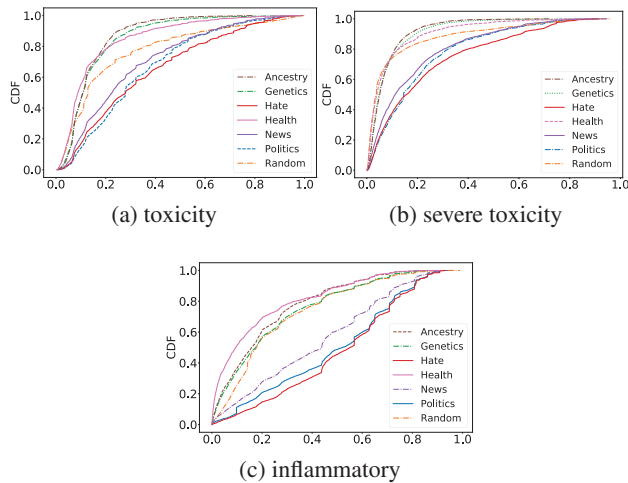 CDF
1.0
0.8
0.6
0.4
0.2
0.0
0.0 0.2 0.4 0.6 0.8 1.0
Ancestry
Genetics
Hate
Health
News
Politics
Random
(a) toxicity
CDF
1.0
0.8
0.6
0.4
0.2
0.0
0.0 0.2 0.4 0.6 0.8 1.0
Ancestry
Genetics
Hate
Health
News
Politics
Random
(b) severe toxicity
CDF
1.0
0.8
0.6
0.4
0.2
0.0
0.0 0.2 0.4 0.6 0.8 1.0
Ancestry
Genetics
Hate
Health
News
Politics
Random
(c) inflammatory